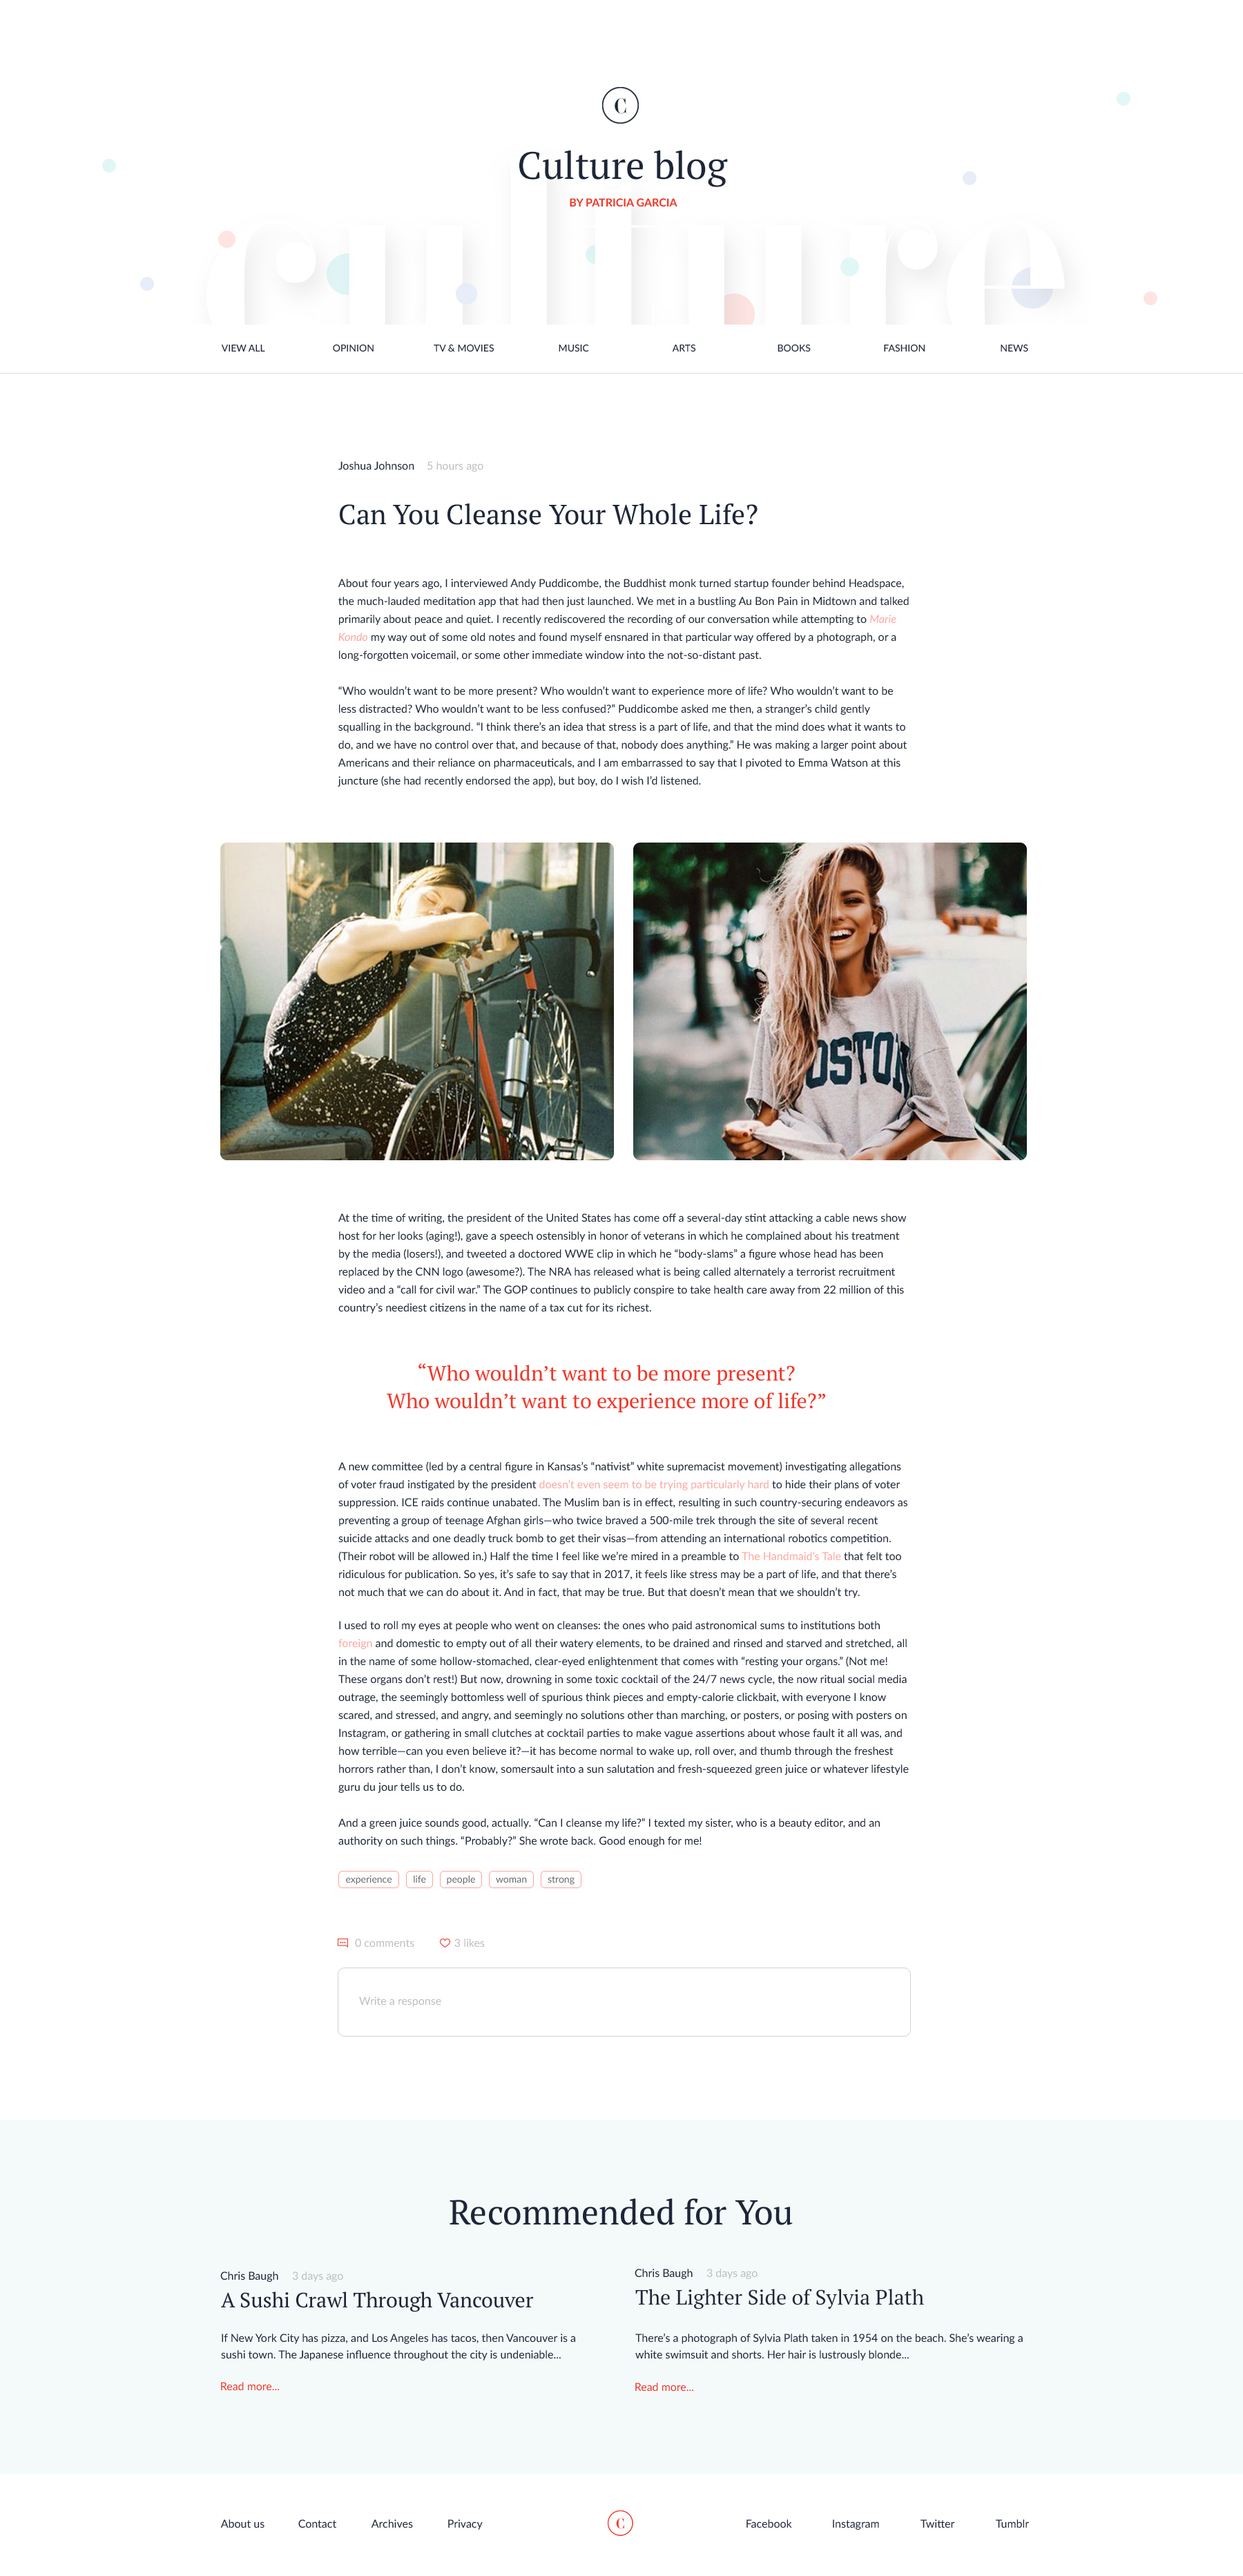 C
Culture blog
BY PATRICIA GARCIA
culture
VIEW ALL OPINION TV & MOVIES MUSIC ARTS BOOKS FASHION NEWS
Joshua Johnson 5 hours ago
Can You Cleanse Your Whole Life?
About four years ago, I interviewed Andy Puddicombe, the Buddhist monk turned startup founder behind Headspace,
the much-lauded meditation app that had then just launched. We met in a bustling Au Bon Pain in Midtown and talked
primarily about peace and quiet. I recently rediscovered the recording of our conversation while attempting to Marie
Kondo my way out of some old notes and found myself ensnared in that particular way offered by a photograph, or a
long-forgotten voicemail, or some other immediate window into the not-so-distant past.
“Who wouldn’t want to be more present? Who wouldn’t want to experience more of life? Who wouldn’t want to be
less distracted? Who wouldn’t want to be less confused?” Puddicombe asked me then, a stranger’s child gently
squalling in the background. “I think there’s an idea that stress is a part of life, and that the mind does what it wants to
do, and we have no control over that, and because of that, nobody does anything.” He was making a larger point about
Americans and their reliance on pharmaceuticals, and I am embarrassed to say that I pivoted to Emma Watson at this
juncture (she had recently endorsed the app), but boy, do I wish I’d listened.
OSTON
At the time of writing, the president of the United States has come off a several-day stint attacking a cable news show
host for her looks (aging!), gave a speech ostensibly in honor of veterans in which he complained about his treatment
by the media (losers!), and tweeted a doctored WWE clip in which he “body-slams” a figure whose head has been
replaced by the CNN logo (awesome?). The NRA has released what is being called alternately a terrorist recruitment
video and a “call for civil war.” The GOP continues to publicly conspire to take health care away from 22 million of this
country’s neediest citizens in the name of a tax cut for its richest.
“Who wouldn’t want to be more present?
Who wouldn’t want to experience more of life?”
A new committee (led by a central figure in Kansas’s “nativist” white supremacist movement) investigating allegations
of voter fraud instigated by the president doesn’t even seem to be trying particularly hard to hide their plans of voter
suppression. ICE raids continue unabated. The Muslim ban is in effect, resulting in such country-securing endeavors as
preventing a group of teenage Afghan girls—who twice braved a 500-mile trek through the site of several recent
suicide attacks and one deadly truck bomb to get their visas—from attending an international robotics competition.
(Their robot will be allowed in.) Half the time I feel like we’re mired in a preamble to The Handmaid’s Tale that felt too
ridiculous for publication. So yes, it’s safe to say that in 2017, it feels like stress may be a part of life, and that there’s
not much that we can do about it. And in fact, that may be true. But that doesn’t mean that we shouldn’t try.
I used to roll my eyes at people who went on cleanses: the ones who paid astronomical sums to institutions both
foreign and domestic to empty out of all their watery elements, to be drained and rinsed and starved and stretched, all
in the name of some hollow-stomached, clear-eyed enlightenment that comes with “resting your organs.” (Not me!
These organs don’t rest!) But now, drowning in some toxic cocktail of the 24/7 news cycle, the now ritual social media
outrage, the seemingly bottomless well of spurious think pieces and empty-calorie clickbait, with everyone I know
scared, and stressed, and angry, and seemingly no solutions other than marching, or posters, or posing with posters on
Instagram, or gathering in small clutches at cocktail parties to make vague assertions about whose fault it all was, and
how terrible—can you even believe it?—it has become normal to wake up, roll over, and thumb through the freshest
horrors rather than, I don’t know, somersault into a sun salutation and fresh-squeezed green juice or whatever lifestyle
guru du jour tells us to do.
And a green juice sounds good, actually. “Can I cleanse my life?” I texted my sister, who is a beauty editor, and an
authority on such things. “Probably?” She wrote back. Good enough for me!
experience life people woman strong
0 comments 3 likes
Write a response
Recommended for You
Chris Baugh 3 days ago
A Sushi Crawl Through Vancouver
If New York City has pizza, and Los Angeles has tacos, then Vancouver is a
sushi town. The Japanese influence throughout the city is undeniable...
Read more...
Chris Baugh 3 days ago
The Lighter Side of Sylvia Plath
There’s a photograph of Sylvia Plath taken in 1954 on the beach. She’s wearing a
white swimsuit and shorts. Her hair is lustrously blonde...
Read more...
About us Contact Archives Privacy C Facebook Instagram Twitter Tumblr